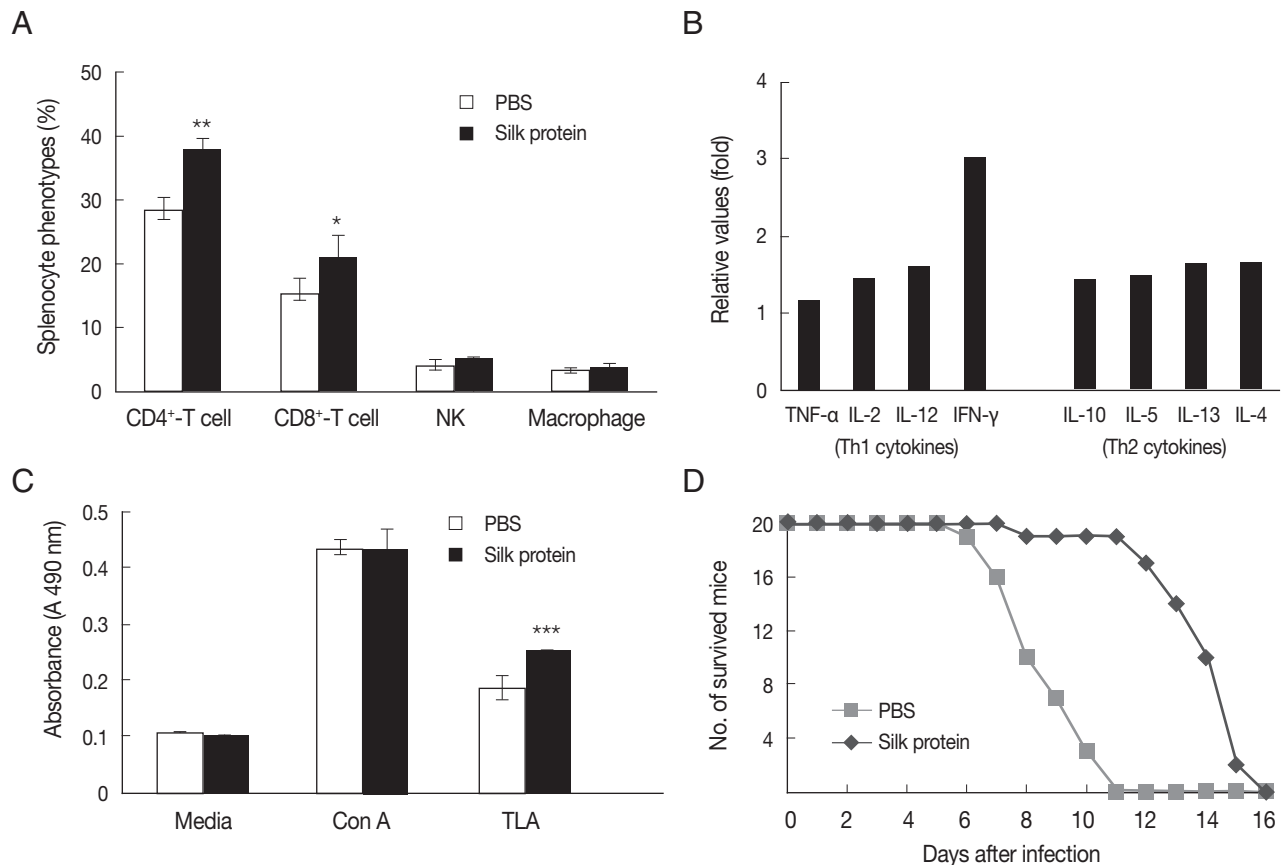 A
Splenocyte phenotypes (%)
50
40
30
20
10
0
PBS
Silk protein
**
*
CD4⁺-T cell CD8⁺-T cell NK Macrophage
B
Relative values (fold)
4
3
2
1
0
TNF-α IL-2 IL-12 IFN-γ IL-10 IL-5 IL-13 IL-4
(Th1 cytokines) (Th2 cytokines)
C
Absorbance (A 490 nm)
0.5
0.4
0.3
0.2
0.1
0
PBS
Silk protein
***
Media Con A TLA
D
No. of survived mice
20
16
12
8
4
PBS
Silk protein
0 2 4 6 8 10 12 14 16
Days after infection